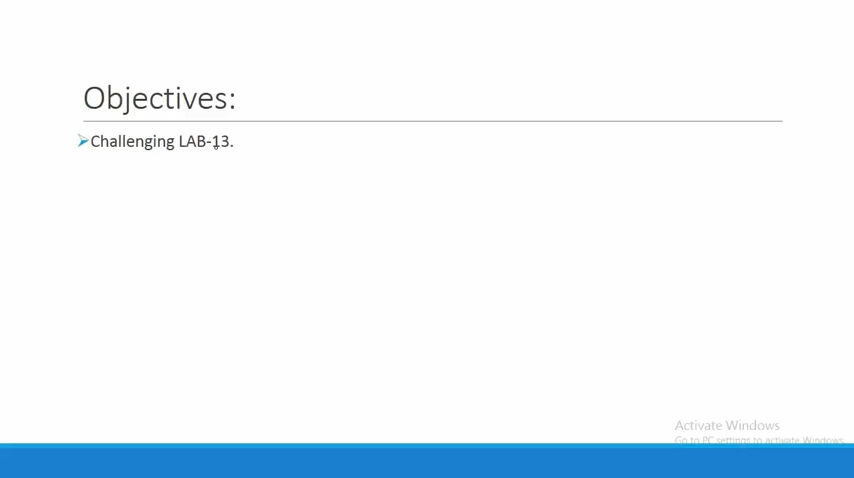 Objectives:
Challenging LAB-13.
Activate Windows
Go to PC settings to activate Windows.